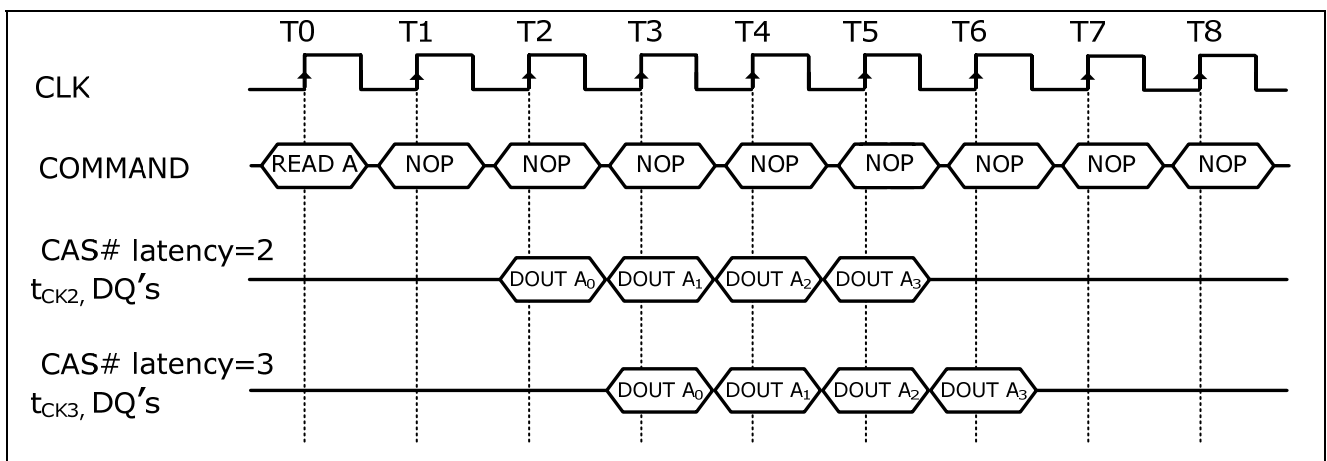 T0 T1 T2 T3 T4 T5 T6 T7 T8
CLK
COMMAND READ A NOP NOP NOP NOP NOP NOP NOP NOP
CAS# latency=2
tCK2, DQ's DOUT A0 DOUT A1 DOUT A2 DOUT A3
CAS# latency=3
tCK3, DQ's DOUT A0 DOUT A1 DOUT A2 DOUT A3